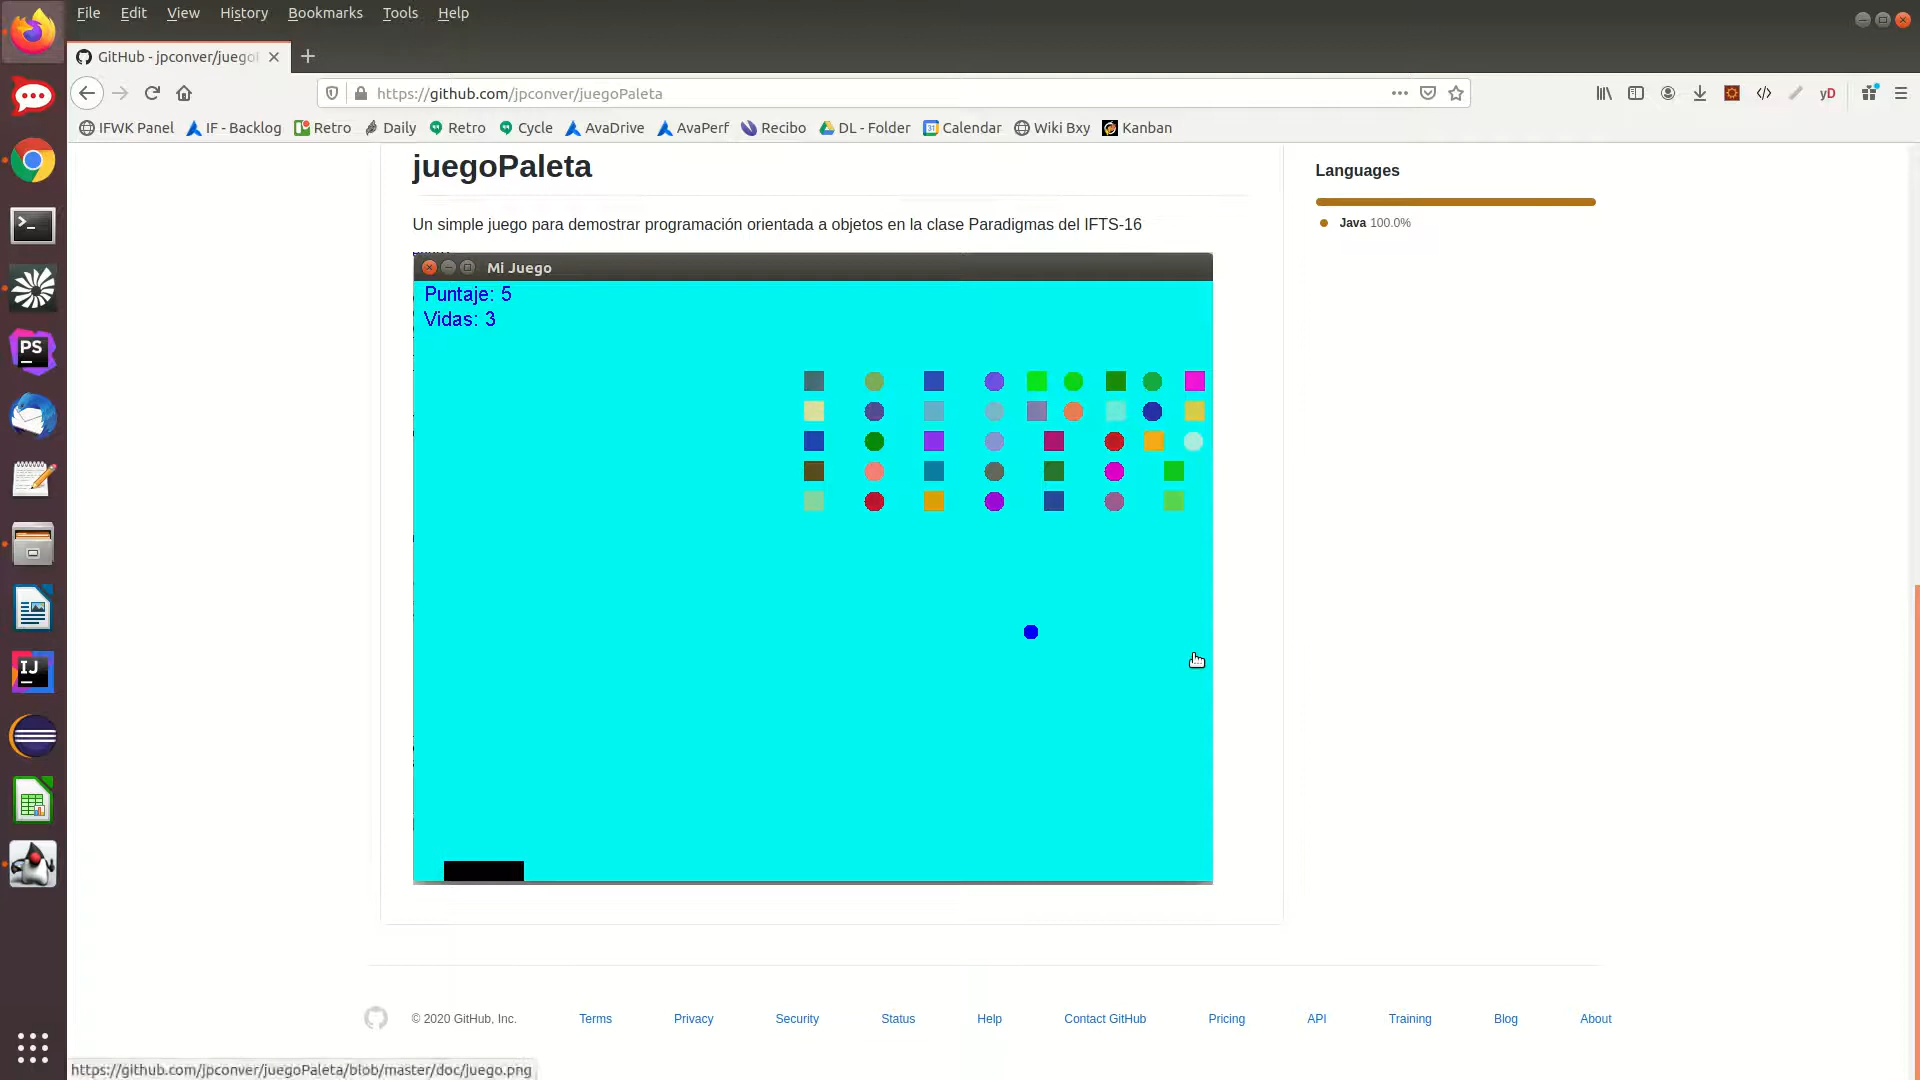 File Edit View History Bookmarks Tools Help
GitHub - jpconver/juego
https://github.com/jpconver/juegoPaleta
yD
IFWK Panel IF - Backlog Retro Daily Retro Cycle AvaDrive AvaPerf Recibo DL - Folder Calendar Wiki Bxy Kanban
juegoPaleta
Un simple juego para demostrar programación orientada a objetos en la clase Paradigmas del IFTS-16
Mi Juego
Puntaje: 5
Vidas: 3
Languages
Java 100.0%
PS
IJ
© 2020 GitHub, Inc. Terms Privacy Security Status Help Contact GitHub Pricing API Training Blog About
https://github.com/jpconver/juegoPaleta/blob/master/doc/juego.png